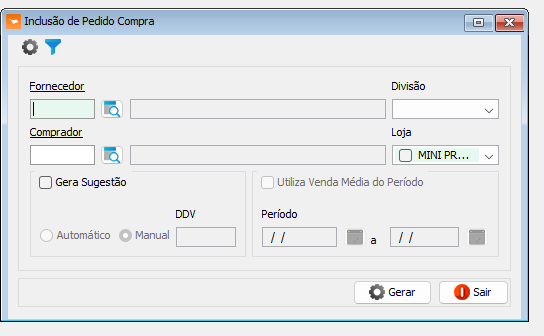 Inclusão de Pedido Compra
Fornecedor
Divisão
Comprador
Loja
MINI PR...
Gera Sugestão
Utiliza Venda Média do Período
DDV
Período
Automático
Manual
/ /
a
/ /
Gerar
Sair